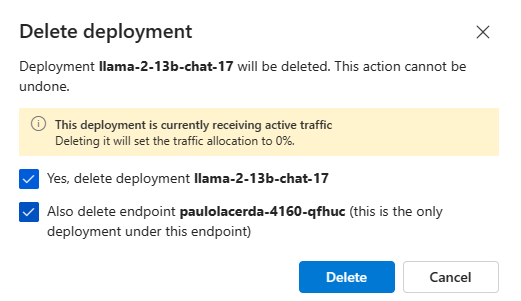 Delete deployment
Deployment llama-2-13b-chat-17 will be deleted. This action cannot be
undone.
This deployment is currently receiving active traffic
Deleting it will set the traffic allocation to 0%.
Yes, delete deployment llama-2-13b-chat-17
Also delete endpoint paulolacerda-4160-qfhuc (this is the only
deployment under this endpoint)
Delete
Cancel